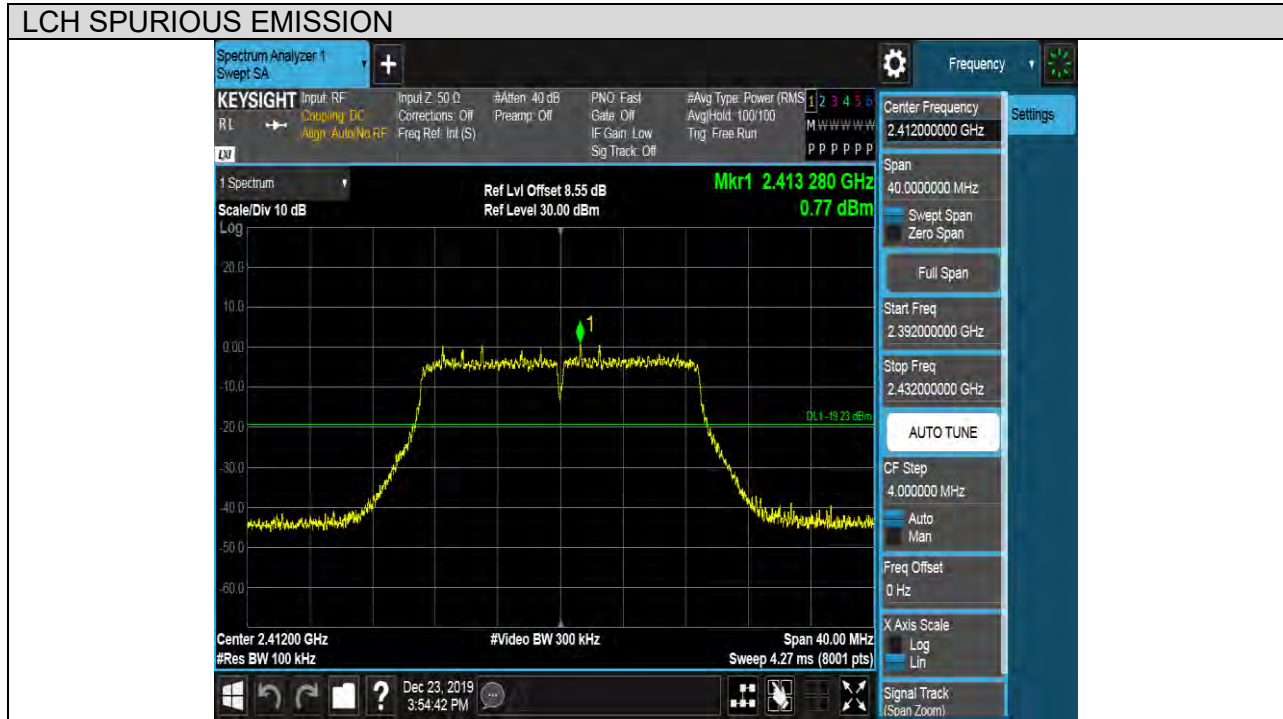 LCH SPURIOUS EMISSION
Spectrum Analyzer 1
Swept SA
+
Frequency
KEYSIGHT
RL
LXI
Input: RF
Coupling: DC
Align: Auto/No RF
Input Z: 50 Ω
Corrections: Off
Freq Ref: Int (S)
#Atten: 40 dB
Preamp: Off
PNO: Fast
Gate: Off
IF Gain: Low
Sig Track: Off
#Avg Type: Power (RMS
Avg|Hold: 100/100
Trig: Free Run
1 2 3 4 5 6
M W W W W W
P P P P P P
Settings
Center Frequency
2.412000000 GHz
Span
40.0000000 MHz
Swept Span
Zero Span
Full Span
Start Freq
2.392000000 GHz
Stop Freq
2.432000000 GHz
AUTO TUNE
CF Step
4.000000 MHz
Auto
Man
Freq Offset
0 Hz
X Axis Scale
Log
Lin
Signal Track
(Span Zoom)
1 Spectrum
Scale/Div 10 dB
Log
Ref Lvl Offset 8.55 dB
Ref Level 30.00 dBm
Mkr1 2.413 280 GHz
0.77 dBm
20.0
10.0
0.00
-10.0
-20.0
-30.0
-40.0
-50.0
-60.0
1
DL1 -19.23 dBm
Center 2.41200 GHz
#Res BW 100 kHz
#Video BW 300 kHz
Span 40.00 MHz
Sweep 4.27 ms (8001 pts)
?
Dec 23, 2019
3:54:42 PM